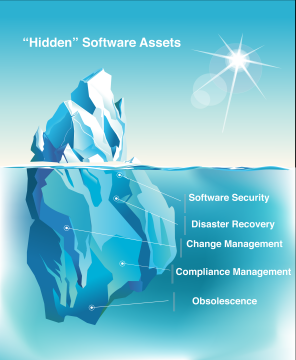 “Hidden” Software Assets
Software Security
Disaster Recovery
Change Management
Compliance Management
Obsolescence